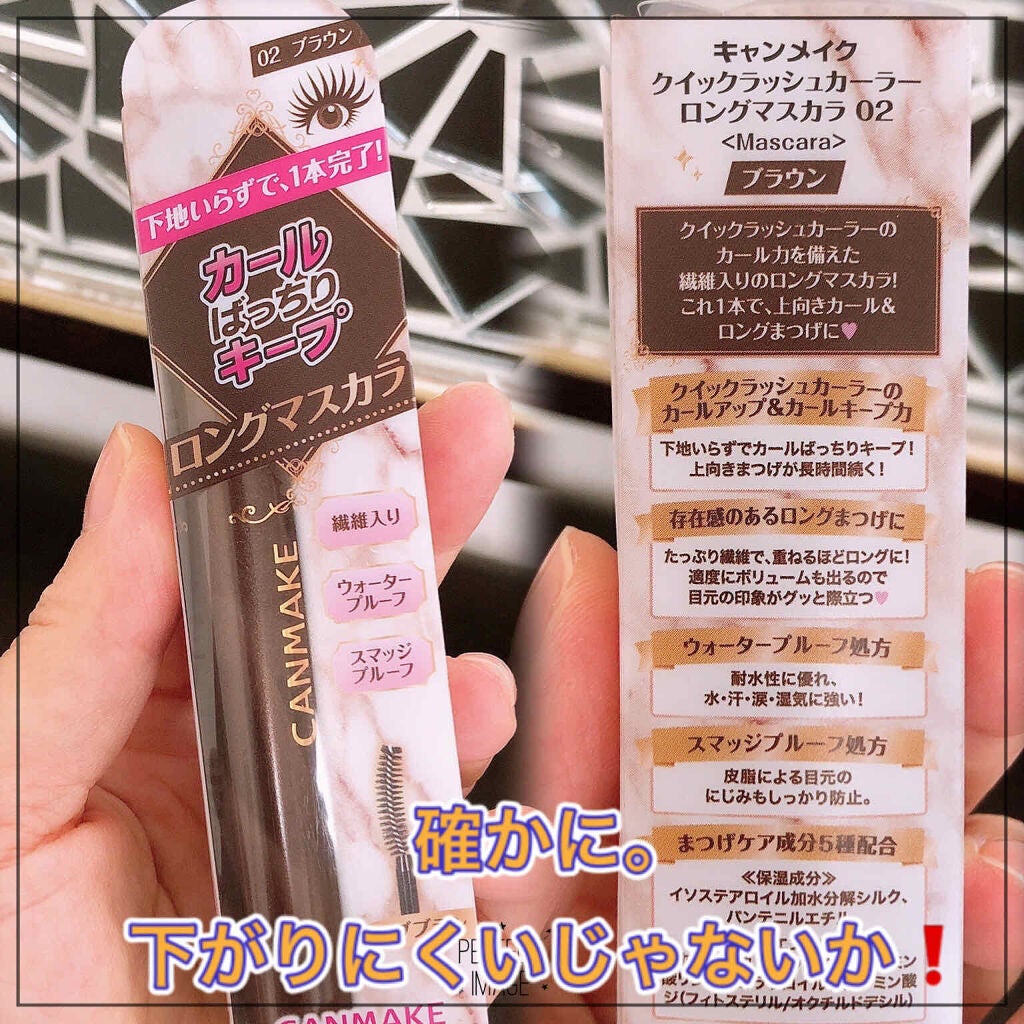 02 ブラウン
下地いらずで、1本完了!
カール
ばっちり
キープ
ロングマスカラ
繊維入り
ウォーター
プルーフ
スマッジ
プルーフ
CANMAKE
CANMAKE
キャンメイク
クイックラッシュカーラー
ロングマスカラ 02
<Mascara>
ブラウン
クイックラッシュカーラーの
カール力を備えた
繊維入りのロングマスカラ!
これ1本で、上向きカール&
ロングまつげに♥
クイックラッシュカーラーの
カールアップ&カールキープ力
下地いらずでカールばっちりキープ!
上向きまつげが長時間続く!
存在感のあるロングまつげに
たっぷり繊維で、重ねるほどロングに!
適度にボリュームも出るので
目元の印象がグッと際立つ♥
ウォータープルーフ処方
耐水性に優れ、
水・汗・涙・湿気に強い!
スマッジプルーフ処方
皮脂による目元の
にじみもしっかり防止。
まつげケア成分5種配合
≪保湿成分≫
イソステアロイル加水分解シルク、
パンテニルエチル
ジ(フィトステリル/オクチルドデシル)
確かに。
下がりにくいじゃないか❗
IMAGE